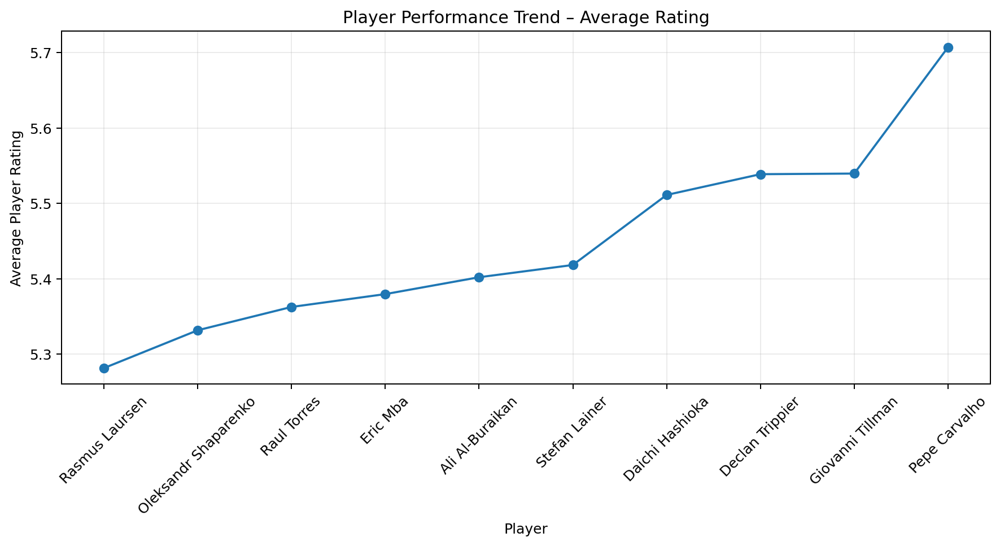 Player Performance Trend – Average Rating
Average Player Rating
5.7
5.6
5.5
5.4
5.3
Rasmus Laursen
Oleksandr Shaparenko
Raul Torres
Eric Mba
Ali Al-Buraikan
Stefan Lainer
Daichi Hashioka
Declan Trippier
Giovanni Tillman
Pepe Carvalho
Player